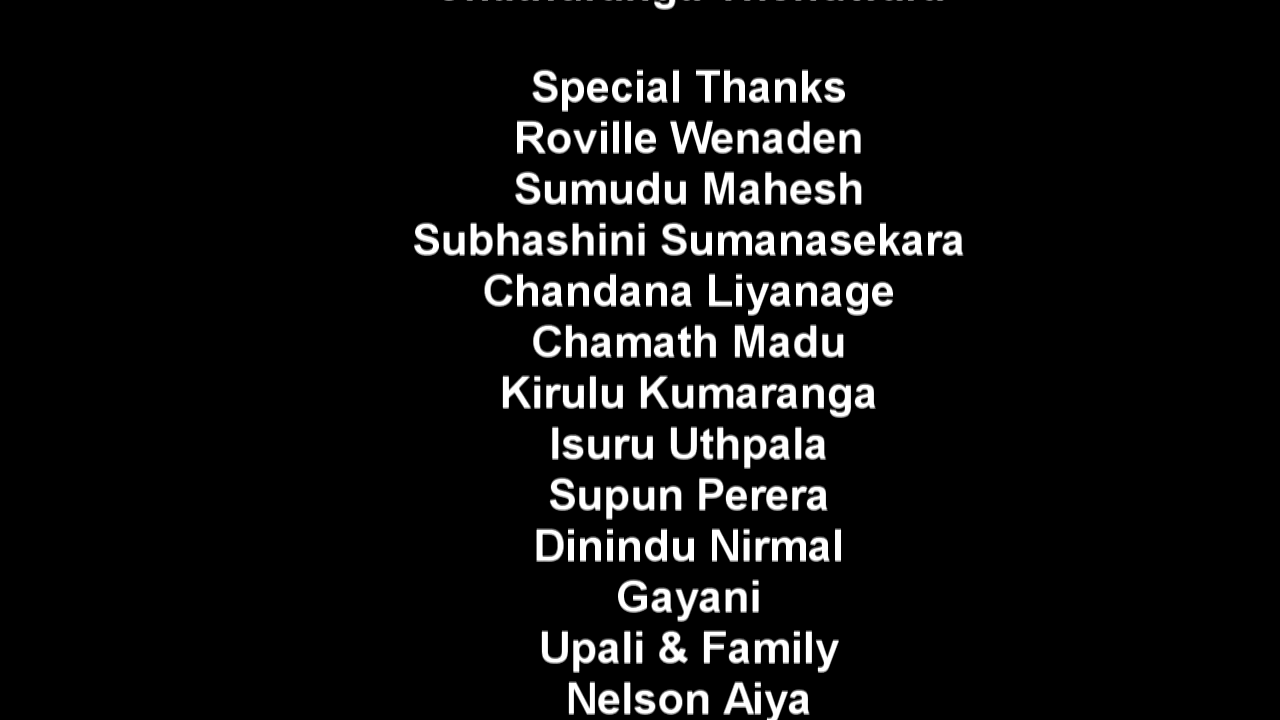 Special Thanks
Roville Wenaden
Sumudu Mahesh
Subhashini Sumanasekara
Chandana Liyanage
Chamath Madu
Kirulu Kumaranga
Isuru Uthpala
Supun Perera
Dinindu Nirmal
Gayani
Upali & Family
Nelson Aiya